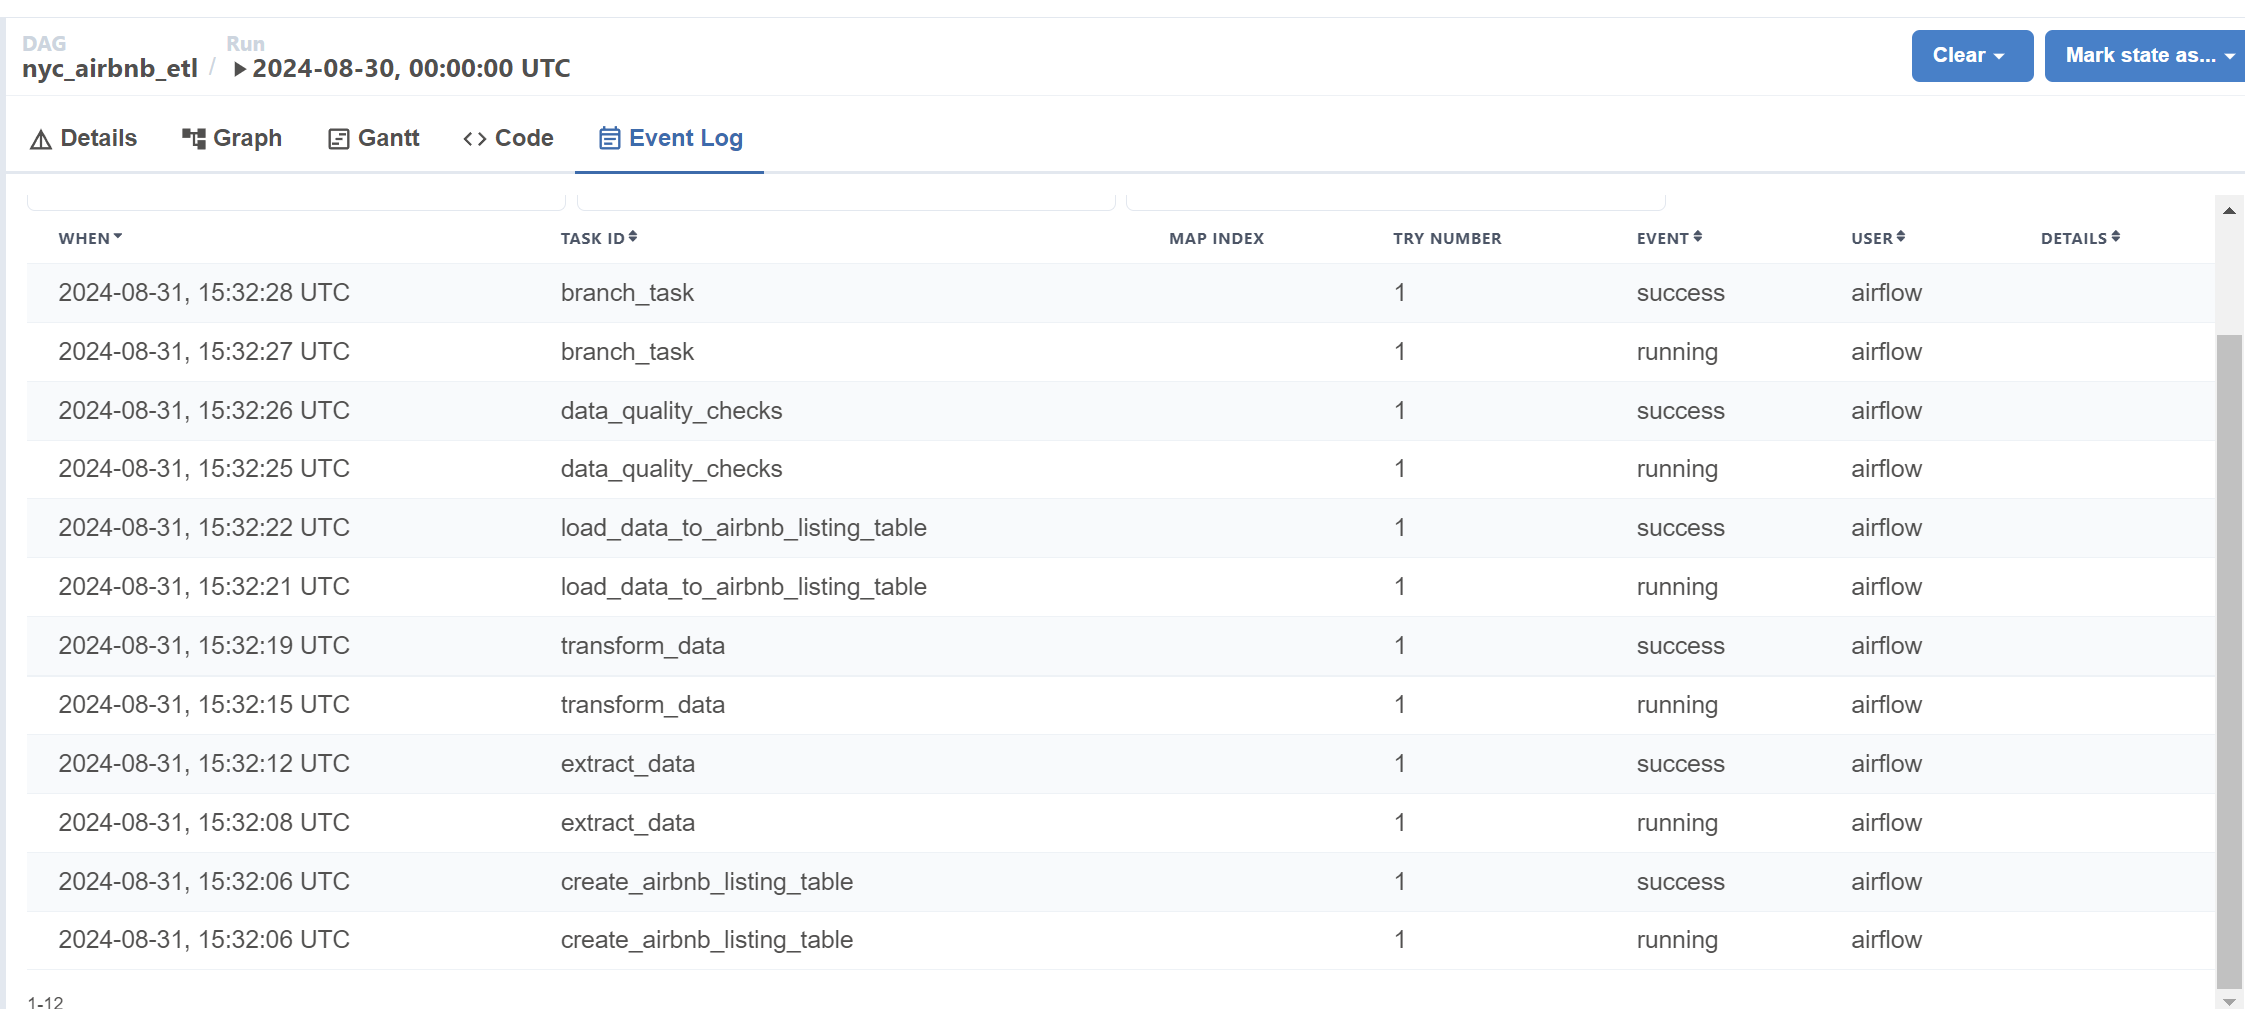 DAG Run
nyc_airbnb_etl / 2024-08-30, 00:00:00 UTC
Clear Mark state as...
Details Graph Gantt Code Event Log
WHEN TASK ID MAP INDEX TRY NUMBER EVENT USER DETAILS
2024-08-31, 15:32:28 UTC branch_task 1 success airflow
2024-08-31, 15:32:27 UTC branch_task 1 running airflow
2024-08-31, 15:32:26 UTC data_quality_checks 1 success airflow
2024-08-31, 15:32:25 UTC data_quality_checks 1 running airflow
2024-08-31, 15:32:22 UTC load_data_to_airbnb_listing_table 1 success airflow
2024-08-31, 15:32:21 UTC load_data_to_airbnb_listing_table 1 running airflow
2024-08-31, 15:32:19 UTC transform_data 1 success airflow
2024-08-31, 15:32:15 UTC transform_data 1 running airflow
2024-08-31, 15:32:12 UTC extract_data 1 success airflow
2024-08-31, 15:32:08 UTC extract_data 1 running airflow
2024-08-31, 15:32:06 UTC create_airbnb_listing_table 1 success airflow
2024-08-31, 15:32:06 UTC create_airbnb_listing_table 1 running airflow
1-12